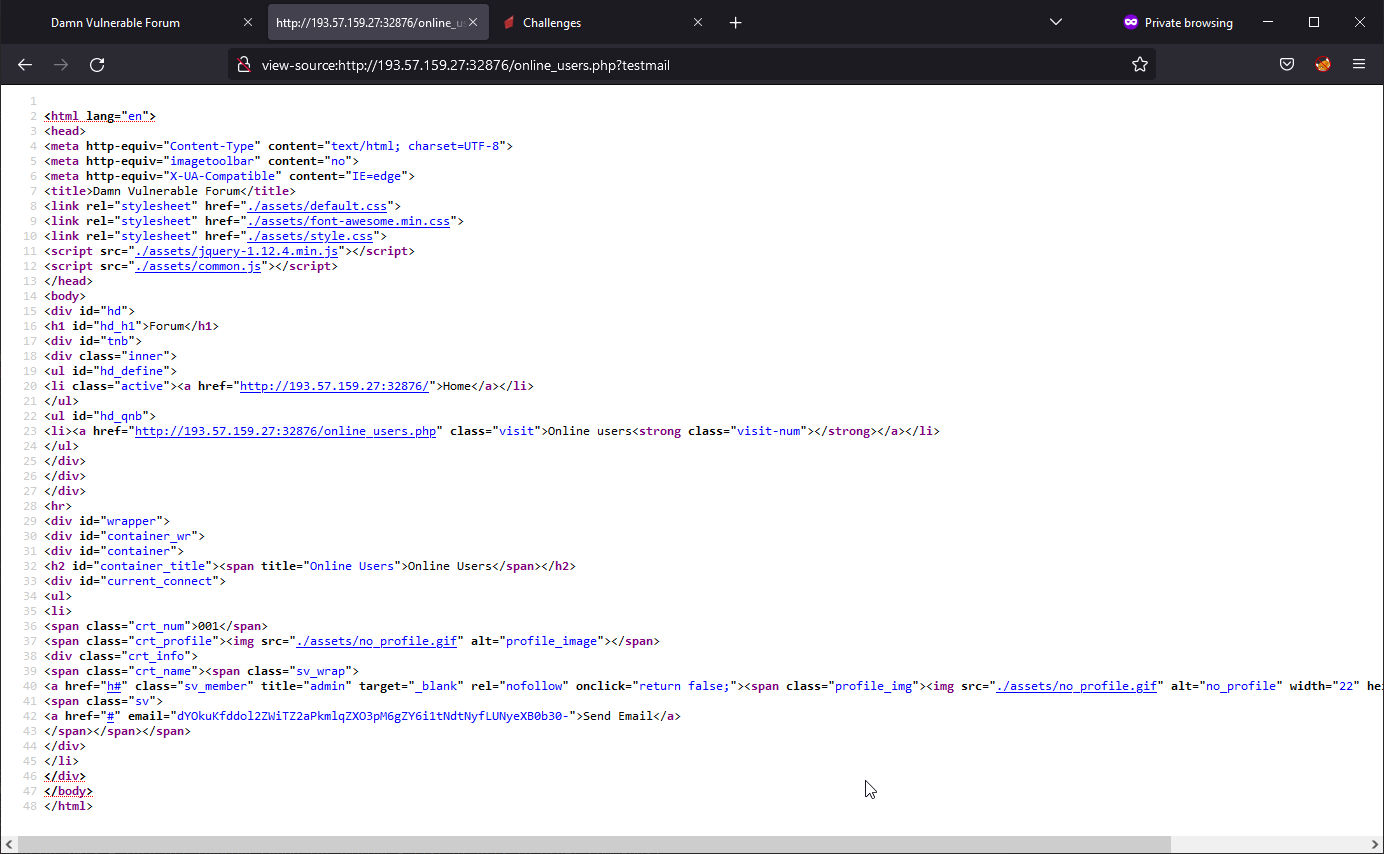 Damn Vulnerable Forum
http://193.57.159.27:32876/online_us
Challenges
Private browsing
view-source:http://193.57.159.27:32876/online_users.php?testmail
1
2 <html lang="en">
3 <head>
4 <meta http-equiv="Content-Type" content="text/html; charset=UTF-8">
5 <meta http-equiv="imagetoolbar" content="no">
6 <meta http-equiv="X-UA-Compatible" content="IE=edge">
7 <title>Damn Vulnerable Forum</title>
8 <link rel="stylesheet" href="./assets/default.css">
9 <link rel="stylesheet" href="./assets/font-awesome.min.css">
10 <link rel="stylesheet" href="./assets/style.css">
11 <script src="./assets/jquery-1.12.4.min.js"></script>
12 <script src="./assets/common.js"></script>
13 </head>
14 <body>
15 <div id="hd">
16 <h1 id="hd_h1">Forum</h1>
17 <div id="tnb">
18 <div class="inner">
19 <ul id="hd_define">
20 <li class="active"><a href="http://193.57.159.27:32876/">Home</a></li>
21 </ul>
22 <ul id="hd_qnb">
23 <li><a href="http://193.57.159.27:32876/online_users.php" class="visit">Online users<strong class="visit-num"></strong></a></li>
24 </ul>
25 </div>
26 </div>
27 </div>
28 <hr>
29 <div id="wrapper">
30 <div id="container_wr">
31 <div id="container">
32 <h2 id="container_title"><span title="Online Users">Online Users</span></h2>
33 <div id="current_connect">
34 <ul>
35 <li>
36 <span class="crt_num">001</span>
37 <span class="crt_profile"><img src="./assets/no_profile.gif" alt="profile_image"></span>
38 <div class="crt_info">
39 <span class="crt_name"><span class="sv_wrap">
40 <a href="h#" class="sv_member" title="admin" target="_blank" rel="nofollow" onclick="return false;"><span class="profile_img"><img src="./assets/no_profile.gif" alt="no_profile" width="22" hei
41 <span class="sv">
42 <a href="#" email="dYOkuKfddol2ZWiTZ2aPkmlqZXO3pM6gZY6i1tNdtNyfLUNyeXB0b30-">Send Email</a>
43 </span></span></span>
44 </div>
45 </li>
46 </div>
47 </body>
48 </html>